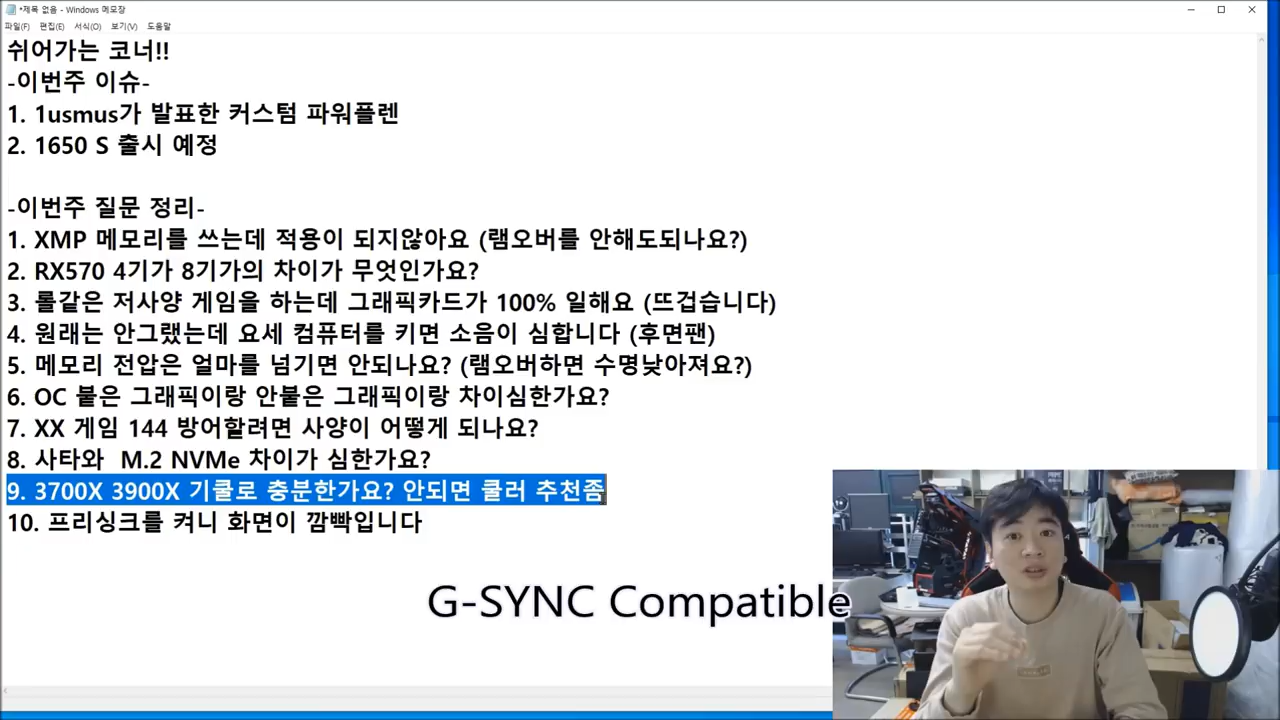 *제목 없음 - Windows 메모장
파일(F) 편집(E) 서식(O) 보기(V) 도움말
쉬어가는 코너!!
-이번주 이슈-
1. 1usmus가 발표한 커스텀 파워플렌
2. 1650 S 출시 예정
-이번주 질문 정리-
1. XMP 메모리를 쓰는데 적용이 되지않아요 (램오버를 안해도되나요?)
2. RX570 4기가 8기가의 차이가 무엇인가요?
3. 롤같은 저사양 게임을 하는데 그래픽카드가 100% 일해요 (뜨겁습니다)
4. 원래는 안그랬는데 요세 컴퓨터를 키면 소음이 심합니다 (후면팬)
5. 메모리 전압은 얼마를 넘기면 안되나요? (램오버하면 수명낮아져요?)
6. OC 붙은 그래픽이랑 안붙은 그래픽이랑 차이심한가요?
7. XX 게임 144 방어할려면 사양이 어떻게 되나요?
8. 사타와  M.2 NVMe 차이가 심한가요?
9. 3700X 3900X 기쿨로 충분한가요? 안되면 쿨러 추천좀
10. 프리싱크를 켜니 화면이 깜빡입니다
G-SYNC Compatible